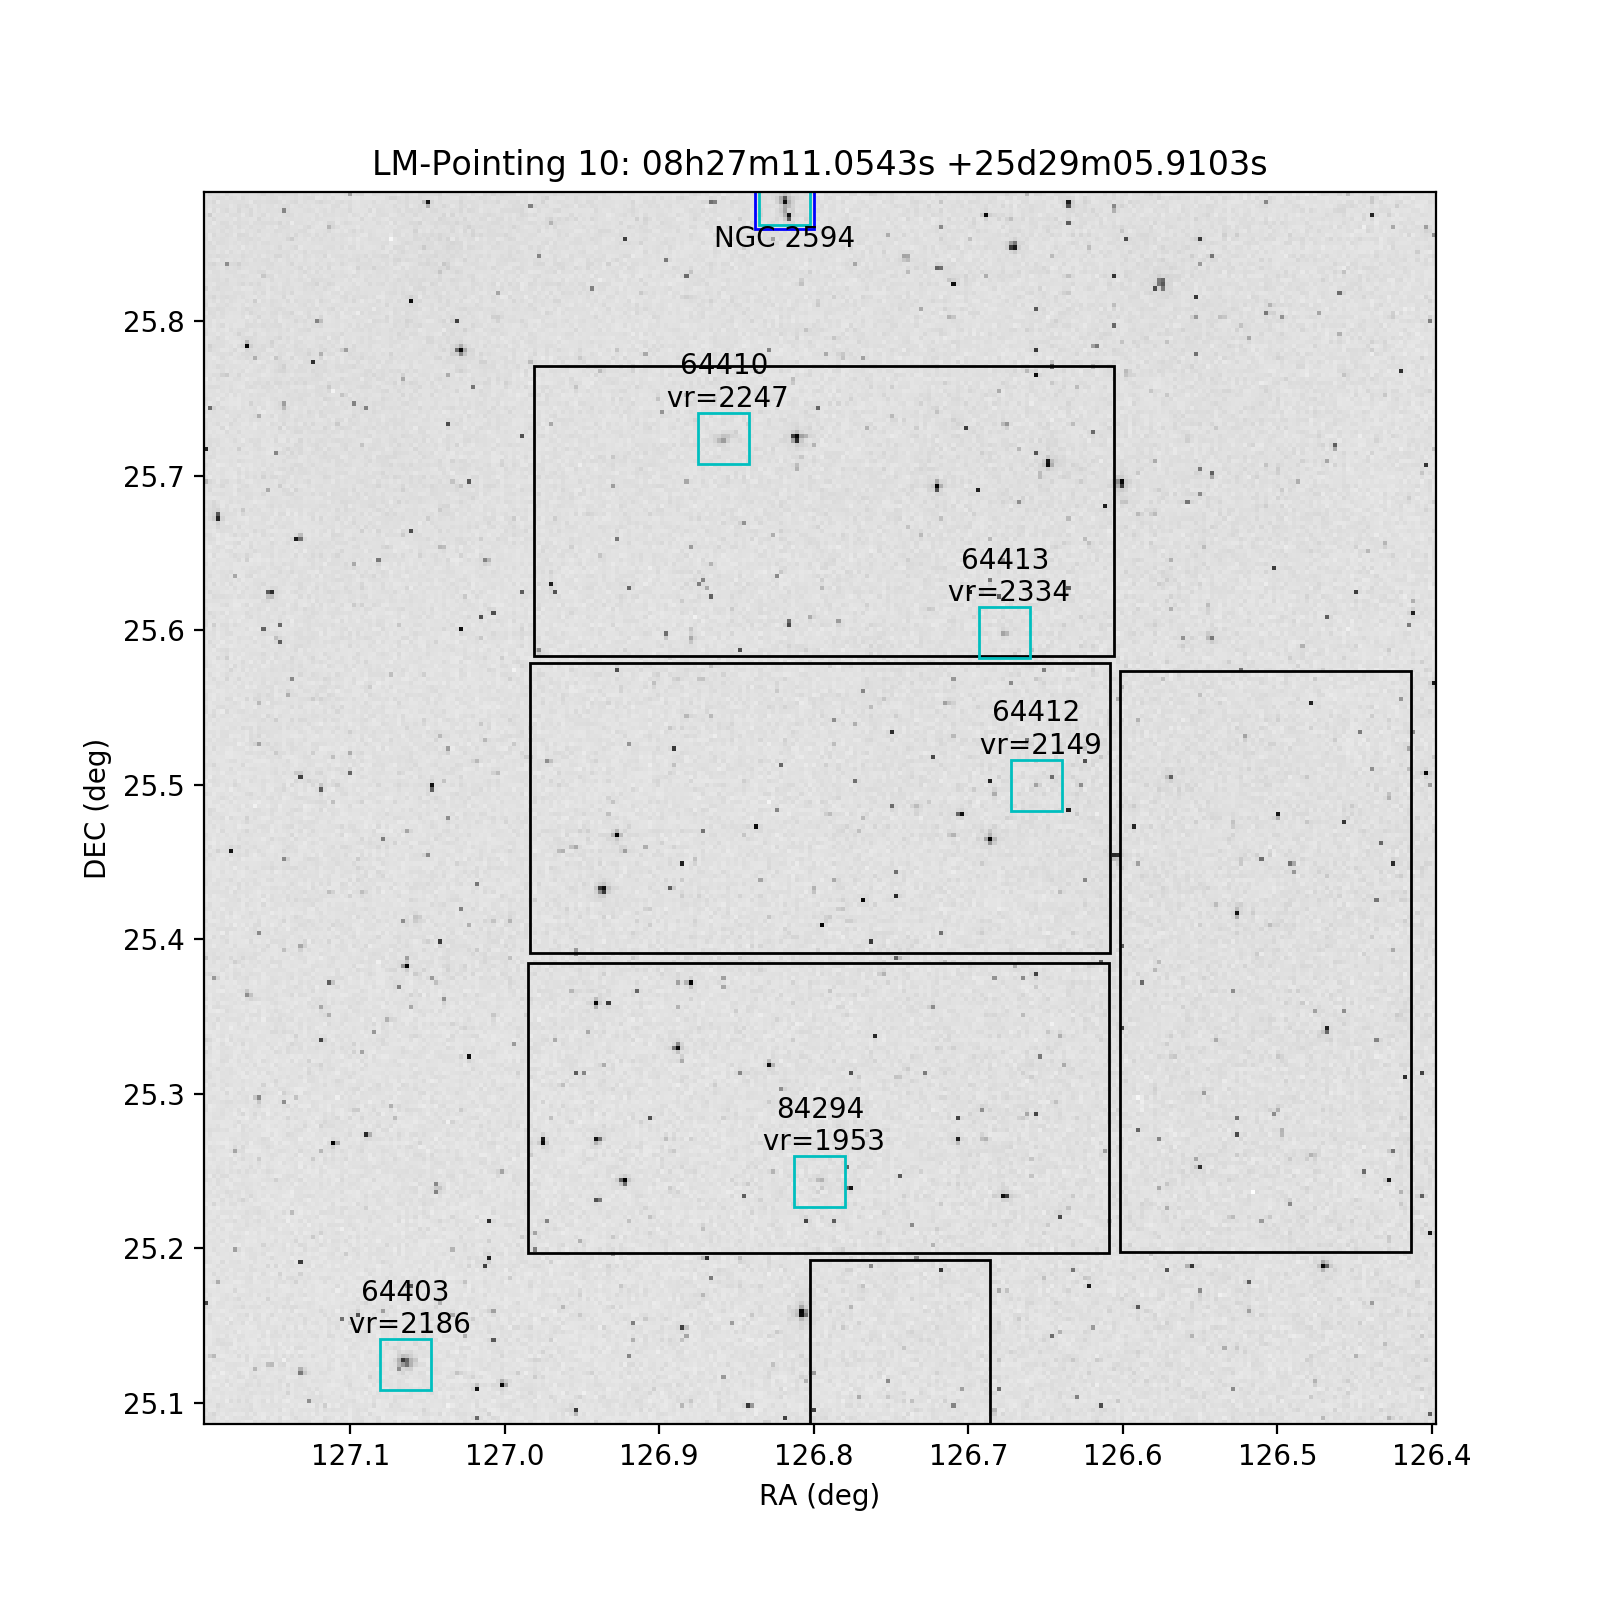 LM-Pointing 10: 08h27m11.0543s +25d29m05.9103s
NGC 2594
25.8
64410
vr=2247
25.7
64413
vr=2334
25.6
64412
vr=2149
25.5
DEC (deg)
25.4
25.3
84294
vr=1953
25.2
64403
vr=2186
25.1
127.1 127.0 126.9 126.8 126.7 126.6 126.5 126.4
RA (deg)